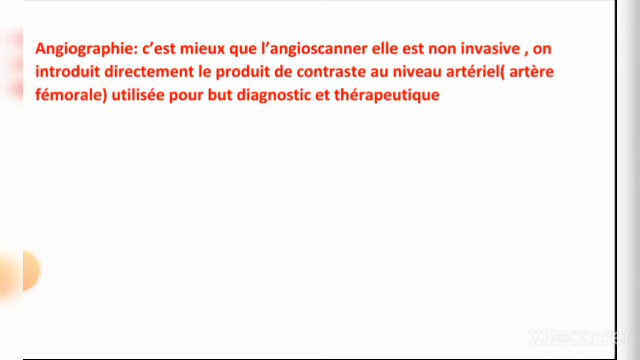 Angiographie: c’est mieux que l’angioscanner elle est non invasive , on
introduit directement le produit de contraste au niveau artériel( artère
fémorale) utilisée pour but diagnostic et thérapeutique
XRecorder